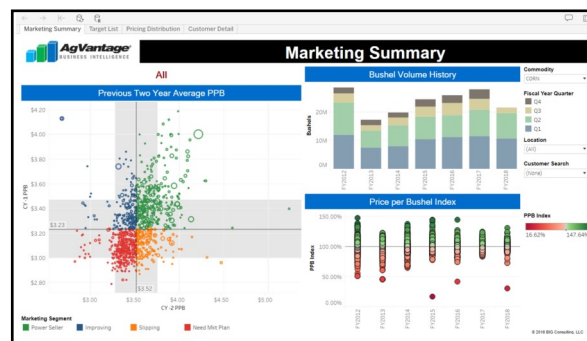 Marketing Summary Target List Pricing Distribution Customer Detail
AgVantage
BUSINESS INTELLIGENCE
Marketing Summary
All
Previous Two Year Average PPB
$4.20
$4.00
$3.80
$3.60
$3.40
$3.20
$3.00
$2.80
$3.23
$3.52
CY -1 PPB
$3.00 $3.50 $4.00 $4.50 $5.00
CY -2 PPB
Marketing Segment
Power Seller Improving Slipping Need Mkt Plan
Bushel Volume History
Bushels
20M
10M
0M
FY2012 FY2013 FY2014 FY2015 FY2016 FY2017 FY2018
Price per Bushel Index
PPB Index
150.00%
100.00%
50.00%
0.00%
FY2012 FY2013 FY2014 FY2015 FY2016 FY2017 FY2018
Commodity
CORN
Fiscal Year Quarter
Q4
Q3
Q2
Q1
Location
(All)
Customer Search
(None)
PPB Index
16.62% 147.64%
© 2018 BIG Consulting, LLC